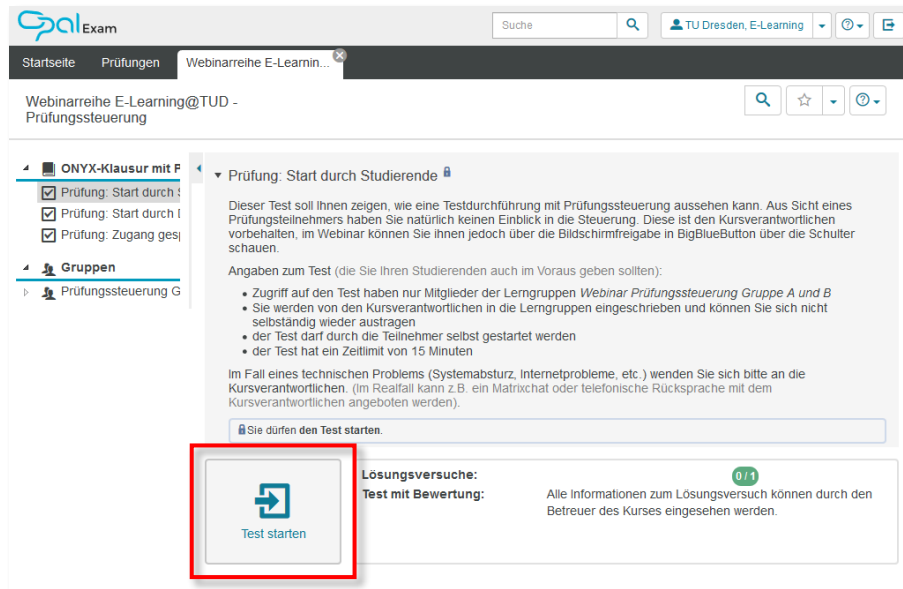 Opal Exam
Suche
TU Dresden, E-Learning
Startseite Prüfungen Webinarreihe E-Learnin...
Webinarreihe E-Learning@TUD -
Prüfungssteuerung
ONYX-Klausur mit P
Prüfung: Start durch S
Prüfung: Start durch D
Prüfung: Zugang gesp
Gruppen
Prüfungssteuerung G
Prüfung: Start durch Studierende
Dieser Test soll Ihnen zeigen, wie eine Testdurchführung mit Prüfungssteuerung aussehen kann. Aus Sicht eines
Prüfungsteilnehmers haben Sie natürlich keinen Einblick in die Steuerung. Diese ist den Kursverantwortlichen
vorbehalten, im Webinar können Sie ihnen jedoch über die Bildschirmfreigabe in BigBlueButton über die Schulter
schauen.
Angaben zum Test (die Sie Ihren Studierenden auch im Voraus geben sollten):
• Zugriff auf den Test haben nur Mitglieder der Lerngruppen Webinar Prüfungssteuerung Gruppe A und B
• Sie werden von den Kursverantwortlichen in die Lerngruppen eingeschrieben und können Sie sich nicht
selbständig wieder austragen
• der Test darf durch die Teilnehmer selbst gestartet werden
• der Test hat ein Zeitlimit von 15 Minuten
Im Fall eines technischen Problems (Systemabsturz, Internetprobleme, etc.) wenden Sie sich bitte an die
Kursverantwortlichen. (Im Realfall kann z.B. ein Matrixchat oder telefonische Rücksprache mit dem
Kursverantwortlichen angeboten werden).
Sie dürfen den Test starten.
Test starten
Lösungsversuche: 0 / 1
Test mit Bewertung: Alle Informationen zum Lösungsversuch können durch den
Betreuer des Kurses eingesehen werden.